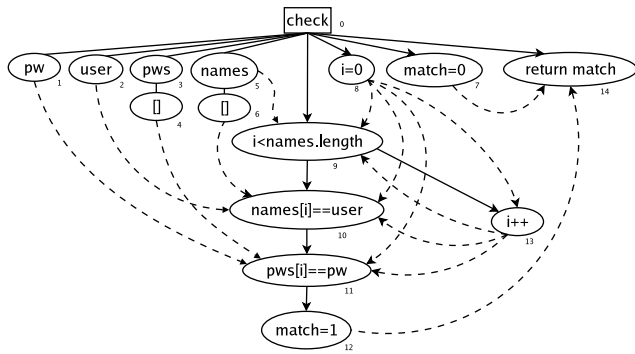 check 0
pw 1
user 2
pws 3
names 5
i=0 8
match=0 7
return match 14
[] 4
[] 6
i<names.length 9
names[i]==user 10
i++ 13
pws[i]==pw 11
match=1 12